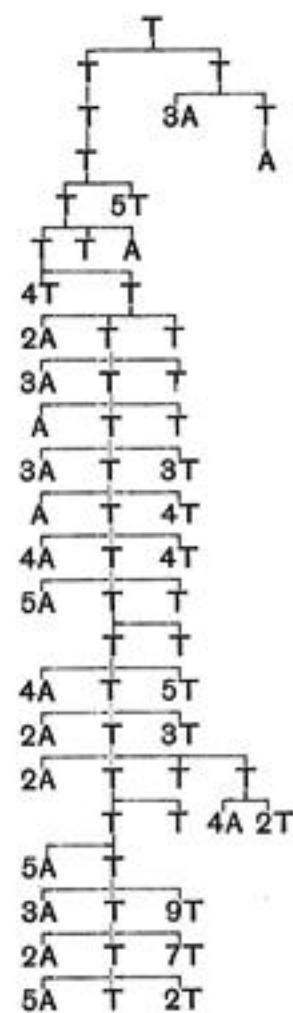 T
T T
T 3A T
T A
T 5T
T T A
4T T
2A T T
3A T T
A T T
3A T 3T
A T 4T
4A T 4T
5A T T
T T
4A T 5T
2A T 3T
2A T T T
T T 4A 2T
5A T
3A T 9T
2A T 7T
5A T 2T